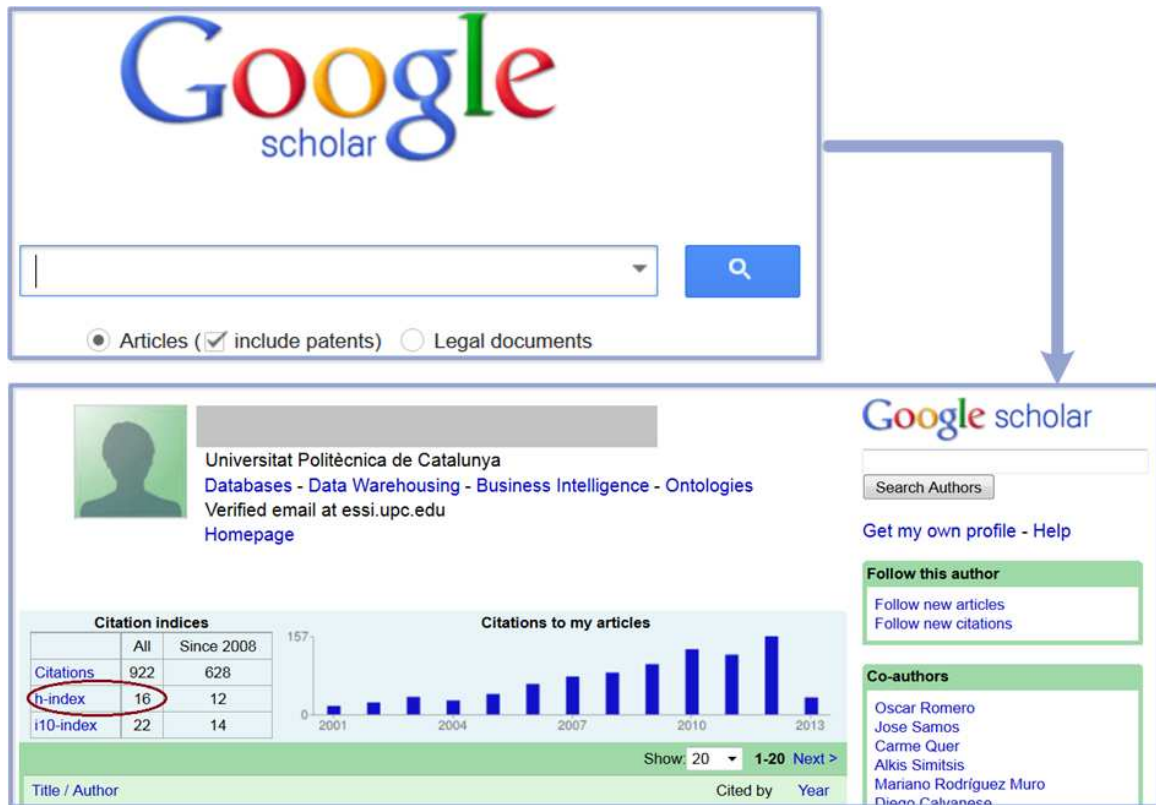 Google
scholar
Articles (include patents) Legal documents
Universitat Politècnica de Catalunya
Databases - Data Warehousing - Business Intelligence - Ontologies
Verified email at essi.upc.edu
Homepage
Google scholar
Search Authors
Get my own profile - Help
Follow this author
Follow new articles
Follow new citations
Citation indices
All Since 2008
Citations 922 628
h-index 16 12
i10-index 22 14
Citations to my articles
157
0
2001 2004 2007 2010 2013
Co-authors
Oscar Romero
Jose Samos
Carme Quer
Alkis Simitsis
Mariano Rodríguez Muro
Diego Calvanese
Show: 20 1-20 Next >
Title / Author Cited by Year